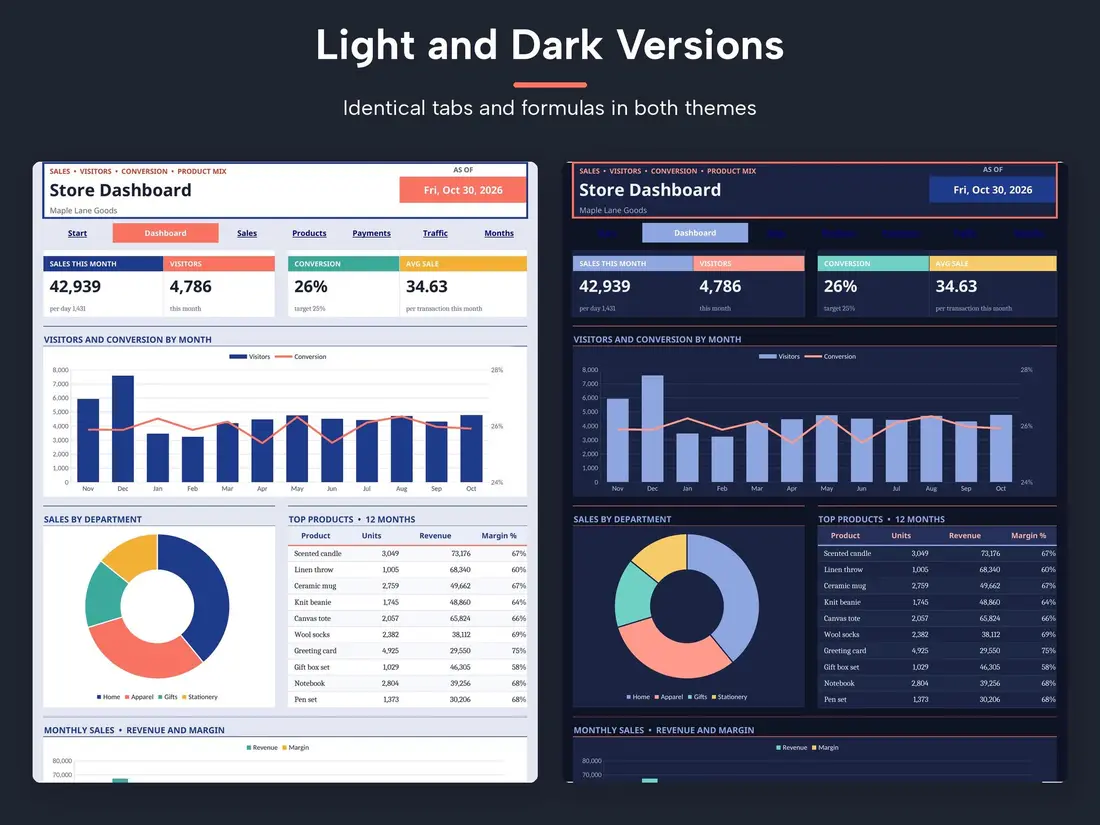 Light and Dark Versions
Identical tabs and formulas in both themes
SALES • VISITORS • CONVERSION • PRODUCT MIX
AS OF
Store Dashboard
Fri, Oct 30, 2026
Maple Lane Goods
Start Dashboard Sales Products Payments Traffic Months
SALES THIS MONTH VISITORS CONVERSION AVG SALE
42,939 4,786 26% 34.63
per day 1,431 this month target 25% per transaction this month
VISITORS AND CONVERSION BY MONTH
Visitors Conversion
8,000 28%
7,000
6,000
5,000
4,000 26%
3,000
2,000
1,000
0 24%
Nov Dec Jan Feb Mar Apr May Jun Jul Aug Sep Oct
SALES BY DEPARTMENT
Home Apparel Gifts Stationery
TOP PRODUCTS • 12 MONTHS
Product Units Revenue Margin %
Scented candle 3,049 73,176 67%
Linen throw 1,005 68,340 60%
Ceramic mug 2,759 49,662 67%
Knit beanie 1,745 48,860 64%
Canvas tote 2,057 65,824 66%
Wool socks 2,382 38,112 69%
Greeting card 4,925 29,550 75%
Gift box set 1,029 46,305 58%
Notebook 2,804 39,256 68%
Pen set 1,373 30,206 68%
MONTHLY SALES • REVENUE AND MARGIN
Revenue Margin
80,000
70,000
SALES • VISITORS • CONVERSION • PRODUCT MIX
AS OF
Store Dashboard
Fri, Oct 30, 2026
Maple Lane Goods
Dashboard
SALES THIS MONTH VISITORS CONVERSION AVG SALE
42,939 4,786 26% 34.63
per day 1,431 this month target 25% per transaction this month
VISITORS AND CONVERSION BY MONTH
Visitors Conversion
8,000 28%
7,000
6,000
5,000
4,000 26%
3,000
2,000
1,000
0 24%
Nov Dec Jan Feb Mar Apr May Jun Jul Aug Sep Oct
SALES BY DEPARTMENT
Home Apparel Gifts Stationery
TOP PRODUCTS • 12 MONTHS
Product Units Revenue Margin %
Scented candle 3,049 73,176 67%
Linen throw 1,005 68,340 60%
Ceramic mug 2,759 49,662 67%
Knit beanie 1,745 48,860 64%
Canvas tote 2,057 65,824 66%
Wool socks 2,382 38,112 69%
Greeting card 4,925 29,550 75%
Gift box set 1,029 46,305 58%
Notebook 2,804 39,256 68%
Pen set 1,373 30,206 68%
MONTHLY SALES • REVENUE AND MARGIN
Revenue Margin
80,000
70,000